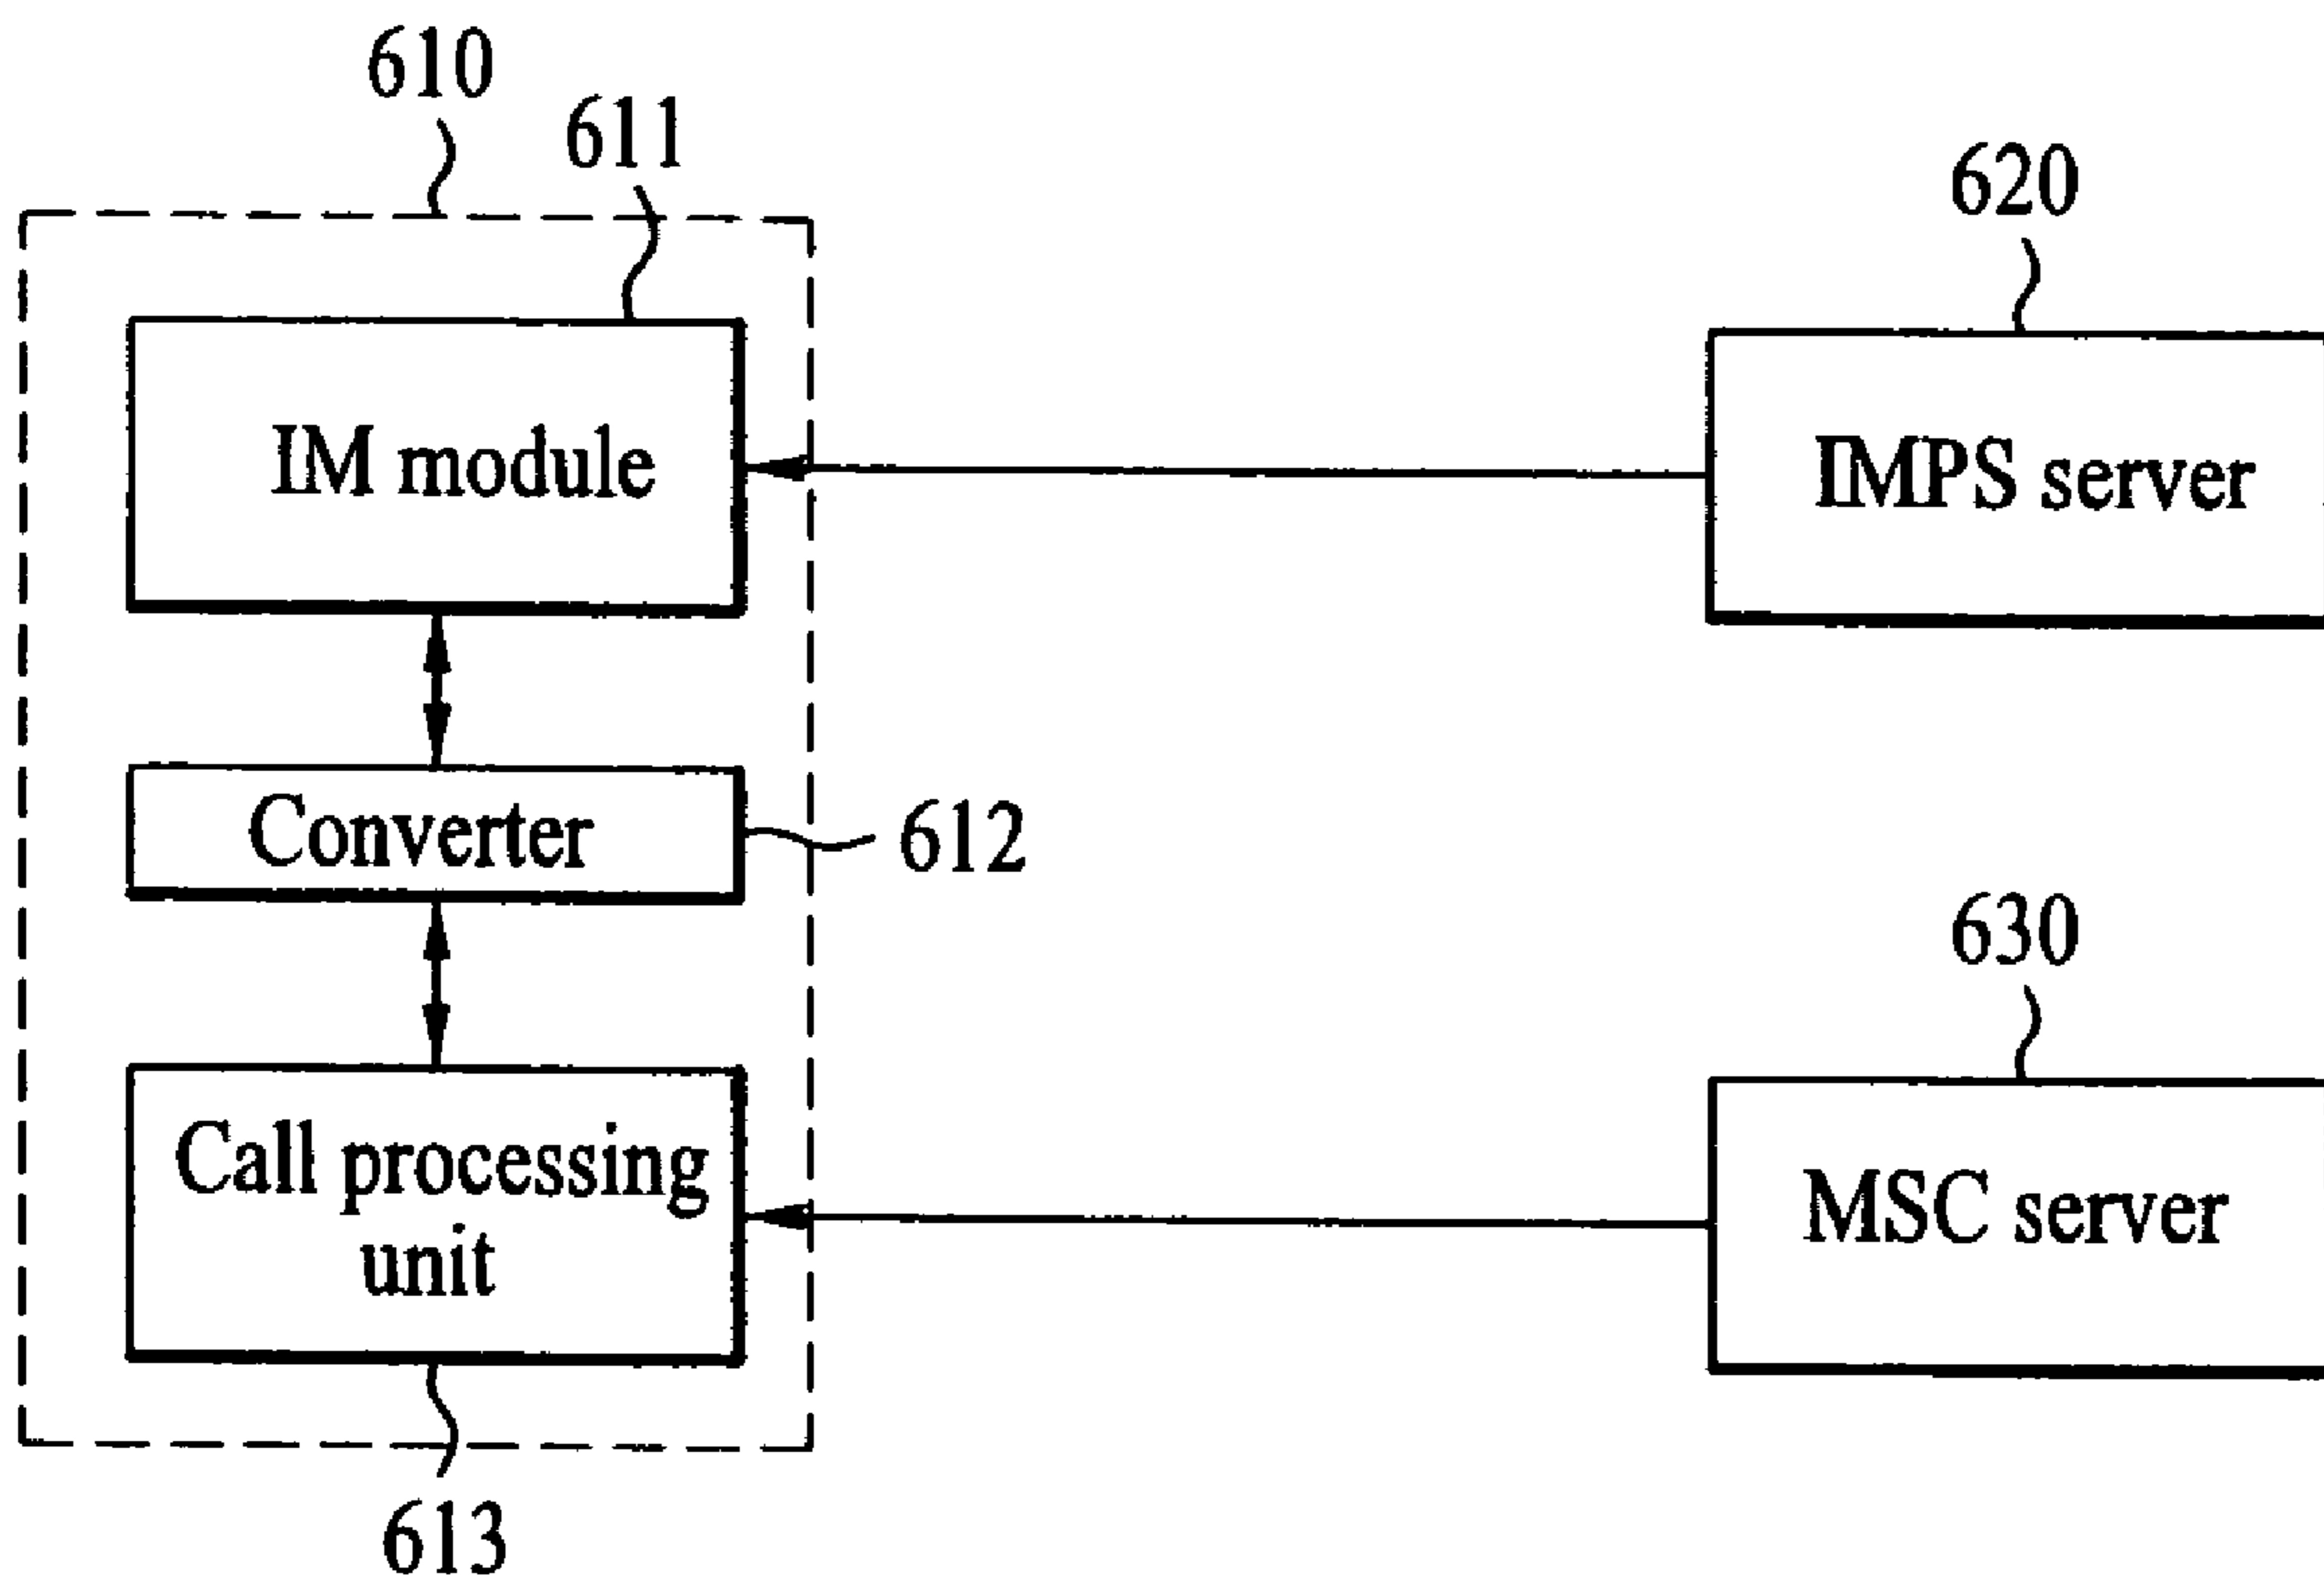 610
611
620
IM module
IMPS server
Converter
612
630
Call processing
unit
MSC server
613